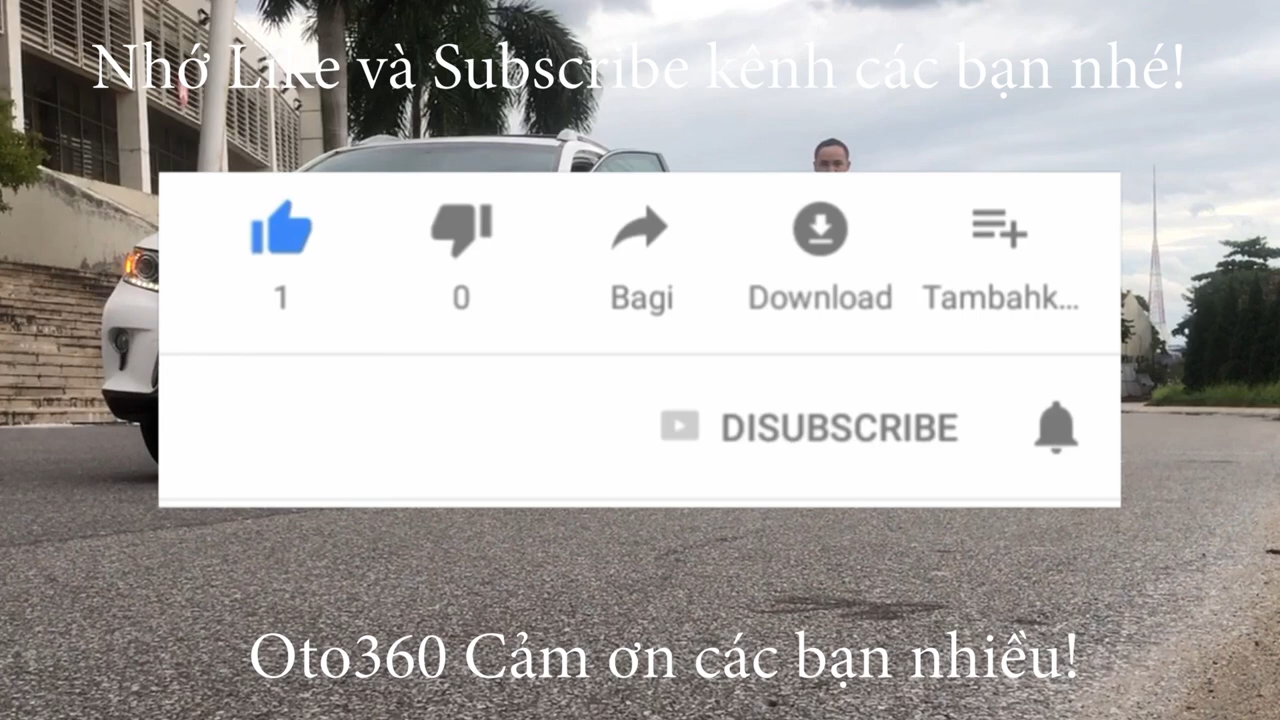 Nhớ Like và Subscribe kênh các bạn nhé!
1 0 Bagi Download Tambahk...
DISUBSCRIBE
Oto360 Cảm ơn các bạn nhiều!